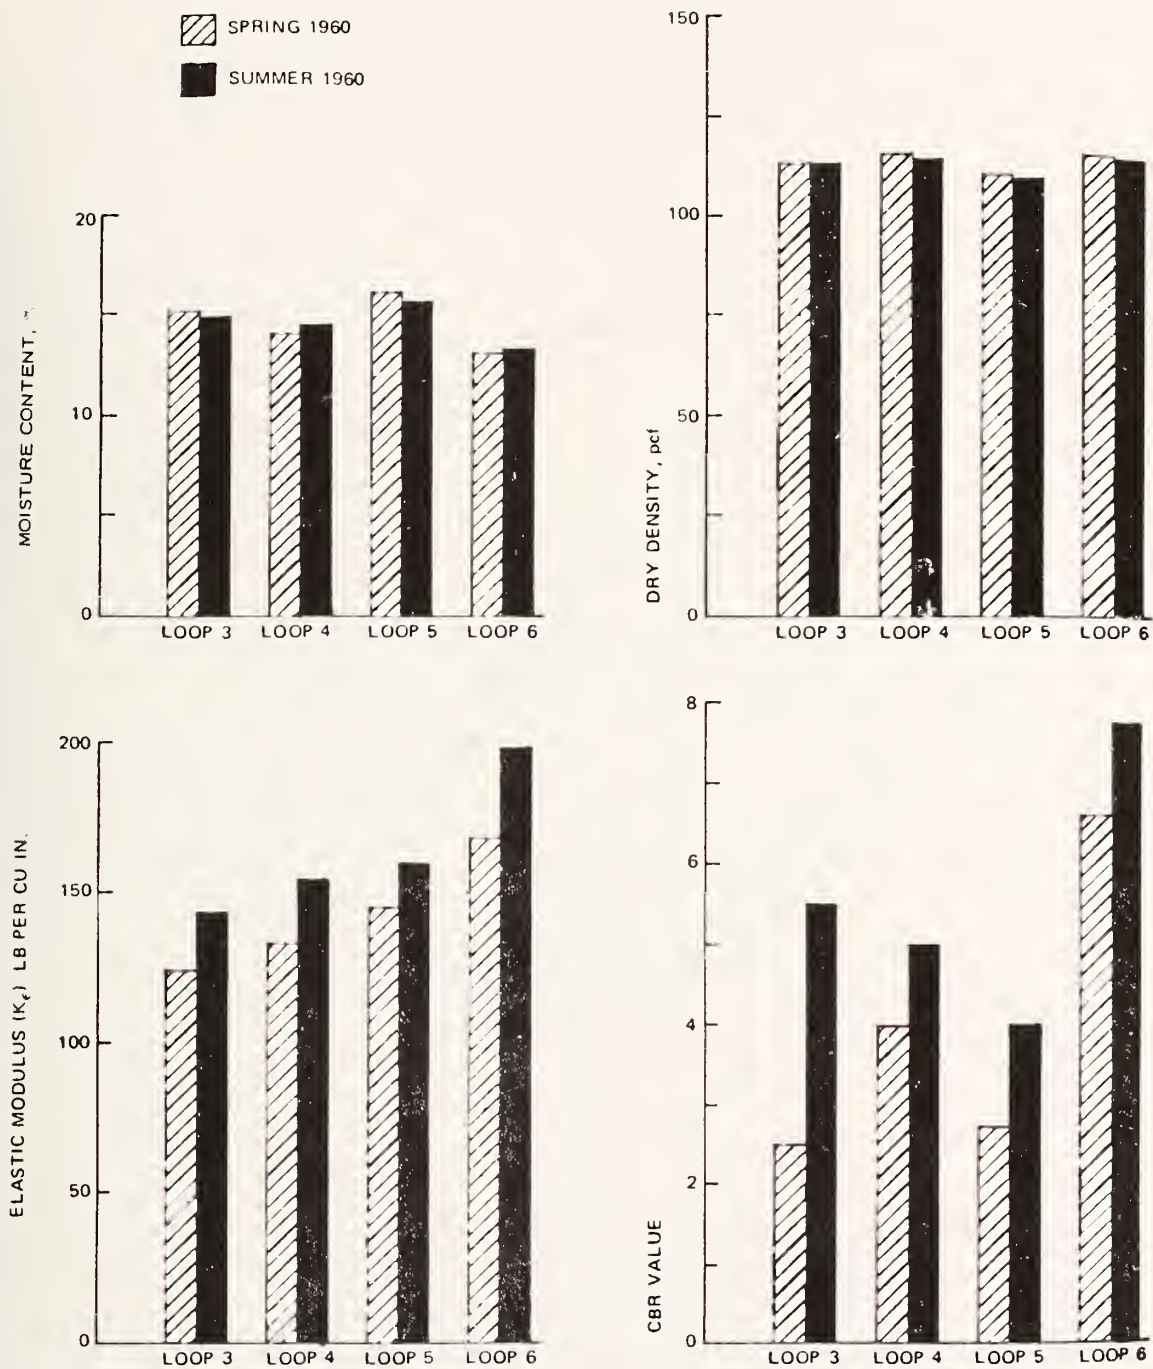 SPRING 1960
SUMMER 1960
MOISTURE CONTENT,
20
10
0
LOOP 3 LOOP 4 LOOP 5 LOOP 6
DRY DENSITY, pcf
150
100
50
0
LOOP 3 LOOP 4 LOOP 5 LOOP 6
ELASTIC MODULUS (Ke) LB PER CU IN.
200
150
100
50
0
LOOP 3 LOOP 4 LOOP 5 LOOP 6
CBR VALUE
8
6
4
2
0
LOOP 3 LOOP 4 LOOP 5 LOOP 6